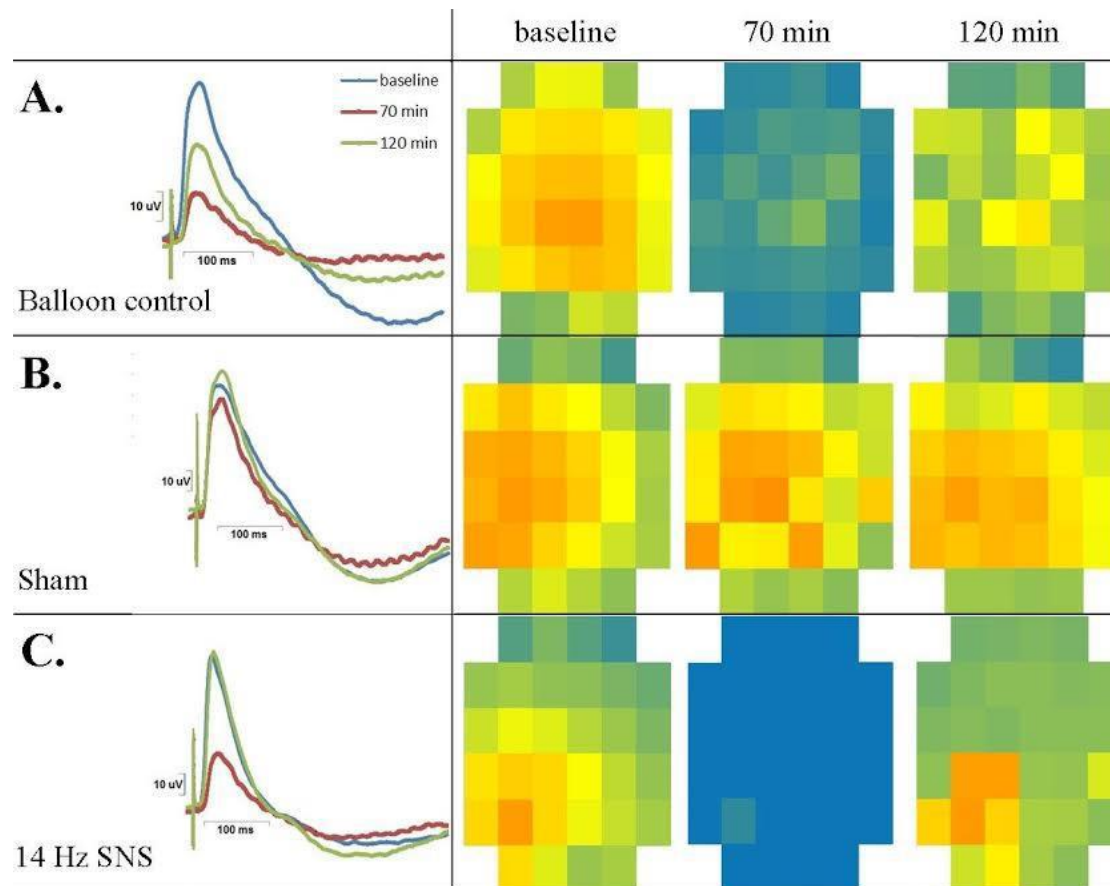 baseline 70 min 120 min
A.
baseline
70 min
120 min
10 uV
100 ms
Balloon control
B.
10 uV
100 ms
Sham
C.
10 uV
100 ms
14 Hz SNS